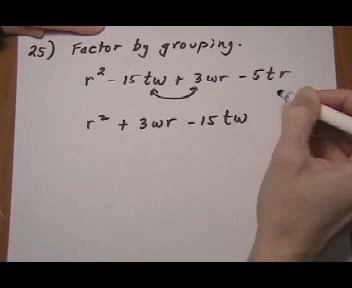 25) Factor by grouping.
r² - 15tw + 3wr - 5tr
r² + 3wr - 15tw